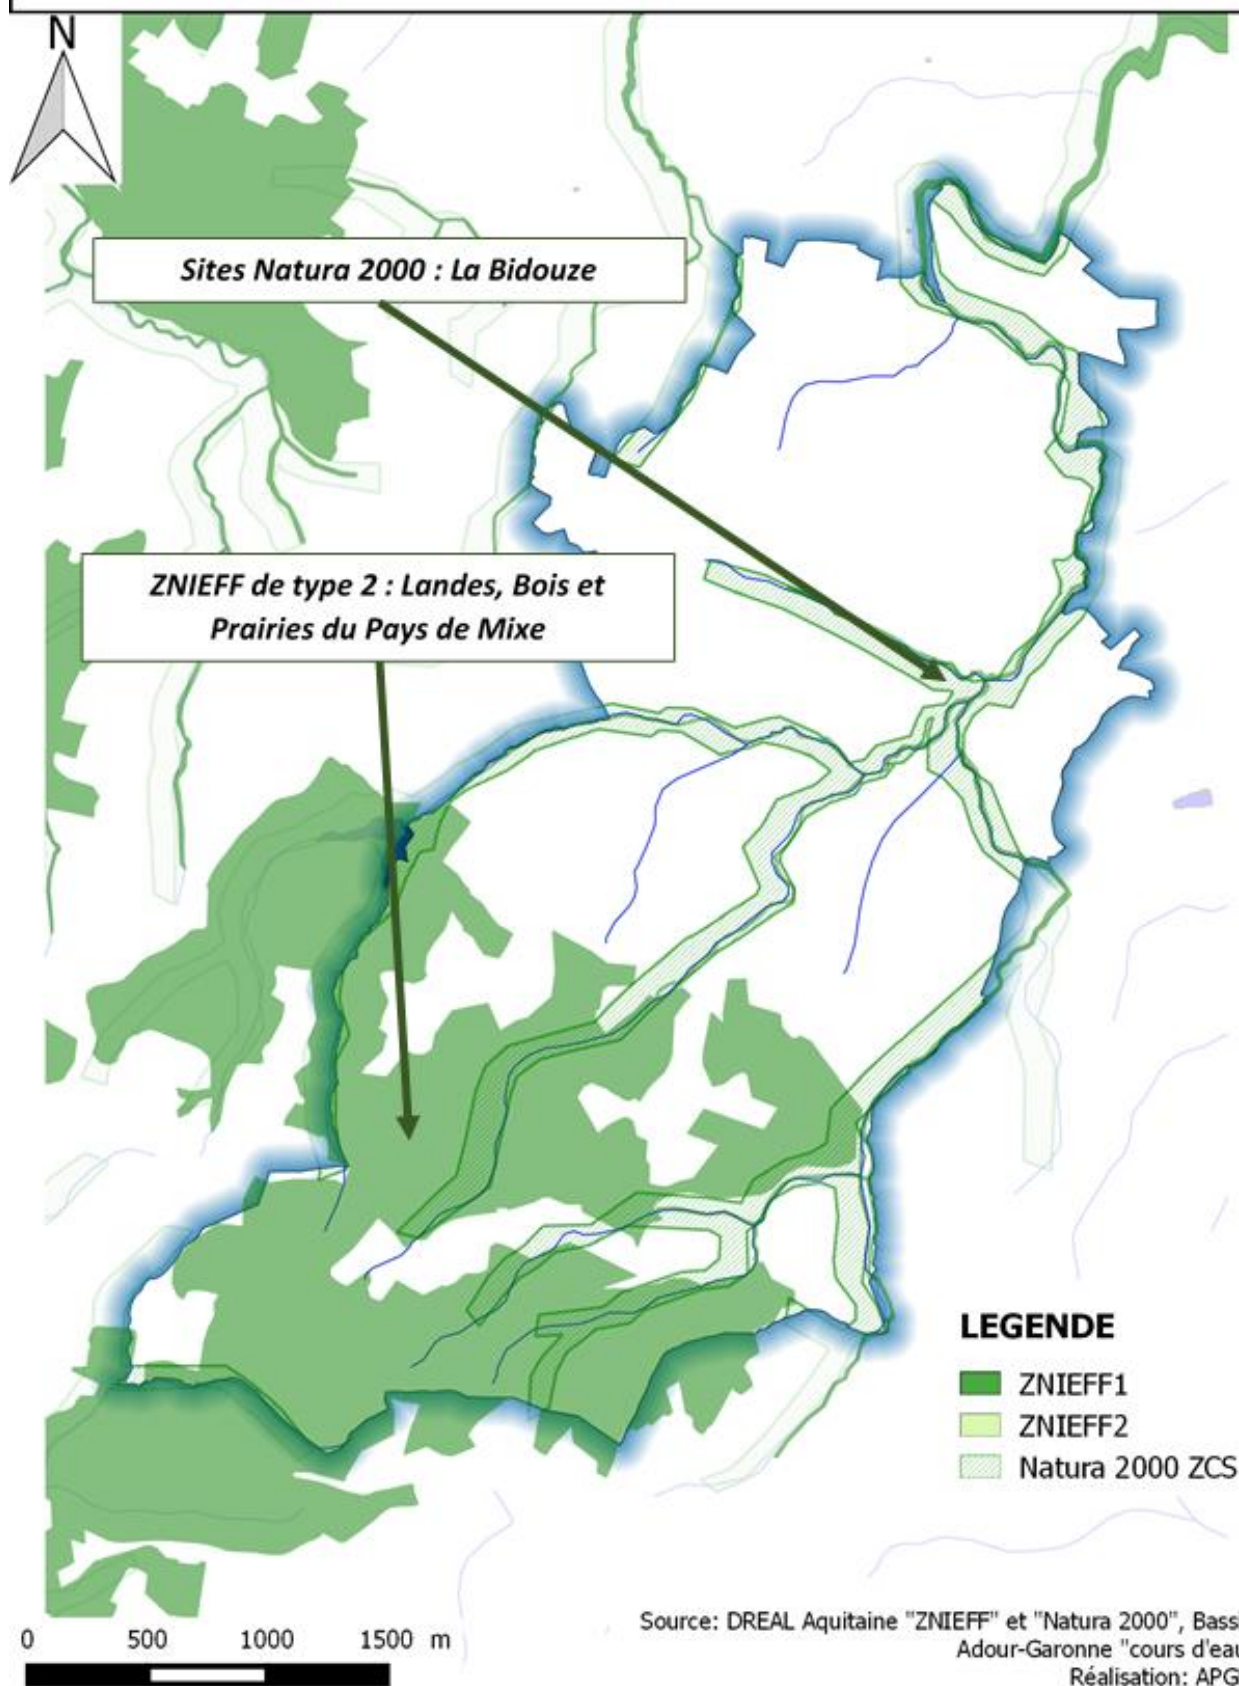 N
Sites Natura 2000 : La Bidouze
ZNIEFF de type 2 : Landes, Bois et
Prairies du Pays de Mixe
LEGENDE
ZNIEFF1
ZNIEFF2
Natura 2000 ZCS
0 500 1000 1500 m
Source: DREAL Aquitaine "ZNIEFF" et "Natura 2000", Bassi
Adour-Garonne "cours d'eau
Réalisation: APG